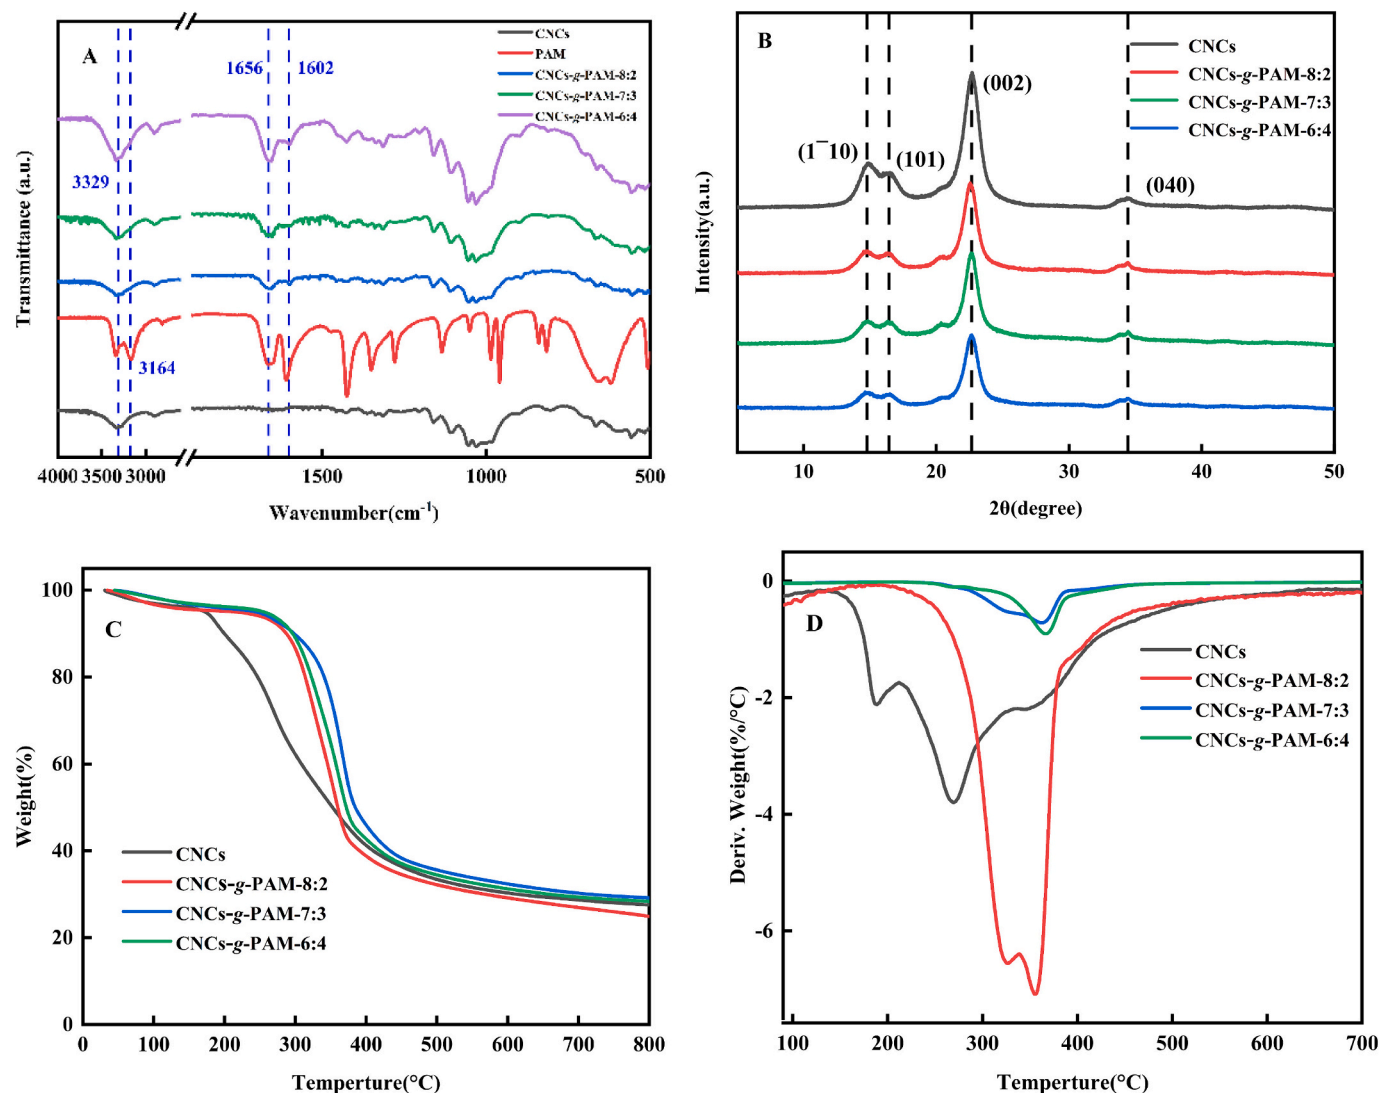 A
CNCs
PAM
CNCs-g-PAM-8:2
CNCs-g-PAM-7:3
CNCs-g-PAM-6:4
1656
1602
3329
3164
Transmittance (a.u.)
4000 3500 3000 1500 1000 500
Wavenumber(cm-1)
B
CNCs
CNCs-g-PAM-8:2
CNCs-g-PAM-7:3
CNCs-g-PAM-6:4
(002)
(1¯10)
(101)
(040)
Intensity(a.u.)
10 20 30 40 50
2θ(degree)
C
100
80
60
40
20
0
Weight(%)
CNCs
CNCs-g-PAM-8:2
CNCs-g-PAM-7:3
CNCs-g-PAM-6:4
0 100 200 300 400 500 600 700 800
Temperture(°C)
D
0
-2
-4
-6
Deriv. Weight(%/°C)
CNCs
CNCs-g-PAM-8:2
CNCs-g-PAM-7:3
CNCs-g-PAM-6:4
100 200 300 400 500 600 700
Temperture(°C)